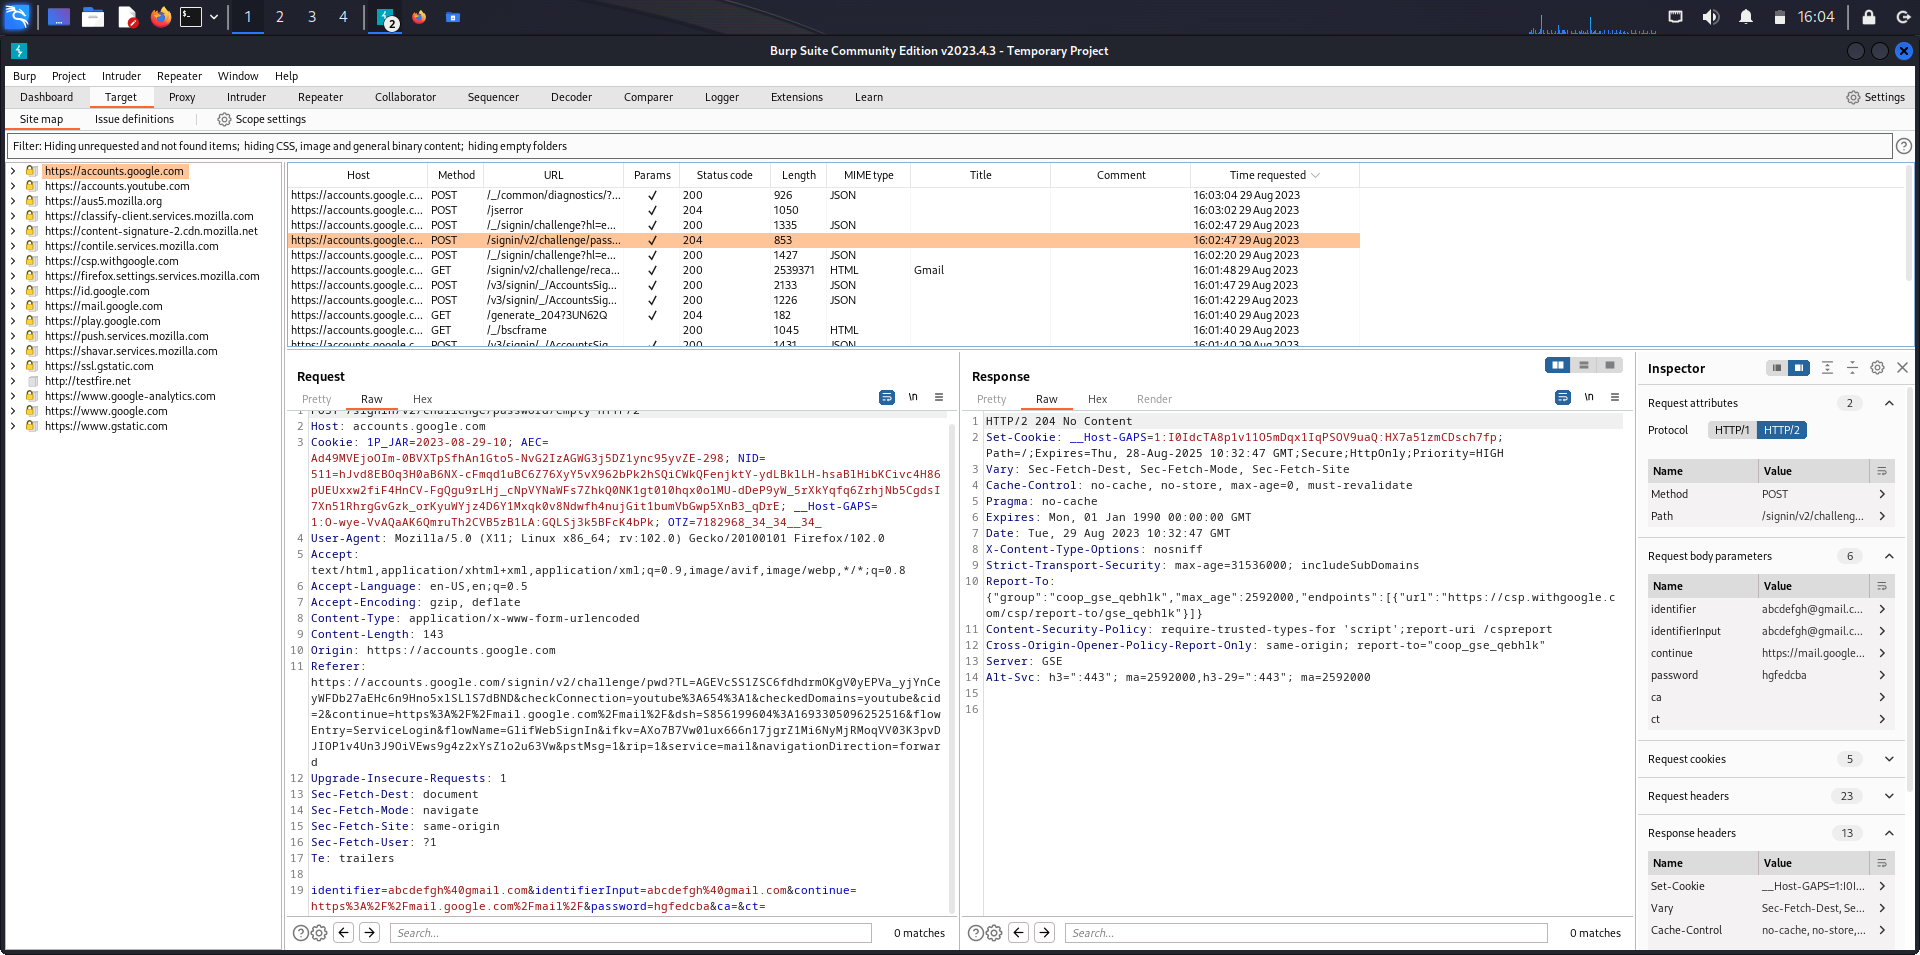 1 2 3 4 2 16:04
Burp Suite Community Edition v2023.4.3 - Temporary Project
Burp Project Intruder Repeater Window Help
Dashboard Target Proxy Intruder Repeater Collaborator Sequencer Decoder Comparer Logger Extensions Learn Settings
Site map Issue definitions Scope settings
Filter: Hiding unrequested and not found items; hiding CSS, image and general binary content; hiding empty folders
https://accounts.google.com
https://accounts.youtube.com
https://aus5.mozilla.org
https://classify-client.services.mozilla.com
https://content-signature-2.cdn.mozilla.net
https://contile.services.mozilla.com
https://csp.withgoogle.com
https://firefox.settings.services.mozilla.com
https://id.google.com
https://mail.google.com
https://play.google.com
https://push.services.mozilla.com
https://shavar.services.mozilla.com
https://ssl.gstatic.com
http://testfire.net
https://www.google-analytics.com
https://www.google.com
https://www.gstatic.com
Host Method URL Params Status code Length MIME type Title Comment Time requested
https://accounts.google.c... POST /_/common/diagnostics/?... ✓ 200 926 JSON 16:03:04 29 Aug 2023
https://accounts.google.c... POST /jserror ✓ 204 1050 16:03:02 29 Aug 2023
https://accounts.google.c... POST /_/signin/challenge?hl=e... ✓ 200 1335 JSON 16:02:47 29 Aug 2023
https://accounts.google.c... POST /signin/v2/challenge/pass... ✓ 204 853 16:02:47 29 Aug 2023
https://accounts.google.c... POST /_/signin/challenge?hl=e... ✓ 200 1427 JSON 16:02:20 29 Aug 2023
https://accounts.google.c... GET /signin/v2/challenge/reca... ✓ 200 2539371 HTML Gmail 16:01:48 29 Aug 2023
https://accounts.google.c... POST /v3/signin/_/AccountsSig... ✓ 200 2133 JSON 16:01:47 29 Aug 2023
https://accounts.google.c... POST /v3/signin/_/AccountsSig... ✓ 200 1226 JSON 16:01:42 29 Aug 2023
https://accounts.google.c... GET /generate_204?3UN62Q ✓ 204 182 16:01:40 29 Aug 2023
https://accounts.google.c... GET /_/bscframe 200 1045 HTML 16:01:40 29 Aug 2023
https://accounts.google.c... POST /v3/signin/_/AccountsSig... ✓ 200 1431 JSON 16:01:40 29 Aug 2023
Request
Pretty Raw Hex \n
1 POST /signin/v2/challenge/password/empty HTTP/2
2 Host: accounts.google.com
3 Cookie: 1P_JAR=2023-08-29-10; AEC=
Ad49MVEjoOIm-0BVXTpSfhAn1Gto5-NvG2IzAGWG3j5DZ1ync95yvZE-298; NID=
511=hJvd8EBOq3H0aB6NX-cFmqd1uBC6Z76XyY5vX962bPk2hSQiCWkQFenjktY-ydLBklLH-hsaBlHibKCivc4H86
pUEUxxw2fiF4HnCV-FgQgu9rLHj_cNpVYNaWFs7ZhkQ0NK1gt010hqx0olMU-dDeP9yW_5rXkYqfq6ZrhjNb5CgdsI
7Xn51RhrgGvGzk_orKyuWYjz4D6Y1Mxqk0v8Ndwfh4nujGit1bumVbGwp5XnB3_qDrE; __Host-GAPS=
1:O-wye-VvAQaAK6QmruTh2CVB5zB1LA:GQLSj3k5BFcK4bPk; OTZ=7182968_34_34__34_
4 User-Agent: Mozilla/5.0 (X11; Linux x86_64; rv:102.0) Gecko/20100101 Firefox/102.0
5 Accept:
text/html,application/xhtml+xml,application/xml;q=0.9,image/avif,image/webp,*/*;q=0.8
6 Accept-Language: en-US,en;q=0.5
7 Accept-Encoding: gzip, deflate
8 Content-Type: application/x-www-form-urlencoded
9 Content-Length: 143
10 Origin: https://accounts.google.com
11 Referer:
https://accounts.google.com/signin/v2/challenge/pwd?TL=AGEVcSS1ZSC6fdhdrmOKgV0yEPVa_yjYnCe
yWFDb27aEHc6n9Hno5xlSLlS7dBND&checkConnection=youtube%3A654%3A1&checkedDomains=youtube&cid
=2&continue=https%3A%2F%2Fmail.google.com%2Fmail%2F&dsh=S856199604%3A1693305096252516&flow
Entry=ServiceLogin&flowName=GlifWebSignIn&ifkv=AXo7B7Vw0lux666n17jgrZ1Mi6NyMjRMoqVV03K3pvD
JIOP1v4Un3J9OiVEws9g4z2xYsZ1o2u63Vw&pstMsg=1&rip=1&service=mail&navigationDirection=forwar
d
12 Upgrade-Insecure-Requests: 1
13 Sec-Fetch-Dest: document
14 Sec-Fetch-Mode: navigate
15 Sec-Fetch-Site: same-origin
16 Sec-Fetch-User: ?1
17 Te: trailers
18
19 identifier=abcdefgh%40gmail.com&identifierInput=abcdefgh%40gmail.com&continue=
https%3A%2F%2Fmail.google.com%2Fmail%2F&password=hgfedcba&ca=&ct=
Search... 0 matches
Response
Pretty Raw Hex Render \n
1 HTTP/2 204 No Content
2 Set-Cookie: __Host-GAPS=1:I0IdcTA8p1v11O5mDqx1IqPSOV9uaQ:HX7a51zmCDsch7fp;
Path=/;Expires=Thu, 28-Aug-2025 10:32:47 GMT;Secure;HttpOnly;Priority=HIGH
3 Vary: Sec-Fetch-Dest, Sec-Fetch-Mode, Sec-Fetch-Site
4 Cache-Control: no-cache, no-store, max-age=0, must-revalidate
5 Pragma: no-cache
6 Expires: Mon, 01 Jan 1990 00:00:00 GMT
7 Date: Tue, 29 Aug 2023 10:32:47 GMT
8 X-Content-Type-Options: nosniff
9 Strict-Transport-Security: max-age=31536000; includeSubDomains
10 Report-To:
{"group":"coop_gse_qebhlk","max_age":2592000,"endpoints":[{"url":"https://csp.withgoogle.c
om/csp/report-to/gse_qebhlk"}]}
11 Content-Security-Policy: require-trusted-types-for 'script';report-uri /cspreport
12 Cross-Origin-Opener-Policy-Report-Only: same-origin; report-to="coop_gse_qebhlk"
13 Server: GSE
14 Alt-Svc: h3=":443"; ma=2592000,h3-29=":443"; ma=2592000
15
16
Search... 0 matches
Inspector
Request attributes 2
Protocol HTTP/1 HTTP/2
Name Value
Method POST
Path /signin/v2/challeng...
Request body parameters 6
Name Value
identifier abcdefgh@gmail.c...
identifierInput abcdefgh@gmail.c...
continue https://mail.google...
password hgfedcba
ca
ct
Request cookies 5
Request headers 23
Response headers 13
Name Value
Set-Cookie __Host-GAPS=1:I0I...
Vary Sec-Fetch-Dest, Se...
Cache-Control no-cache, no-store,...